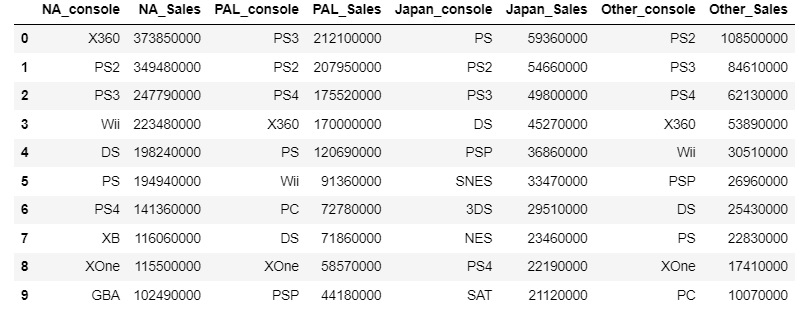 NA_console NA_Sales PAL_console PAL_Sales Japan_console Japan_Sales Other_console Other_Sales
0 X360 373850000 PS3 212100000 PS 59360000 PS2 108500000
1 PS2 349480000 PS2 207950000 PS2 54660000 PS3 84610000
2 PS3 247790000 PS4 175520000 PS3 49800000 PS4 62130000
3 Wii 223480000 X360 170000000 DS 45270000 X360 53890000
4 DS 198240000 PS 120690000 PSP 36860000 Wii 30510000
5 PS 194940000 Wii 91360000 SNES 33470000 PSP 26960000
6 PS4 141360000 PC 72780000 3DS 29510000 DS 25430000
7 XB 116060000 DS 71860000 NES 23460000 PS 22830000
8 XOne 115500000 XOne 58570000 PS4 22190000 XOne 17410000
9 GBA 102490000 PSP 44180000 SAT 21120000 PC 10070000